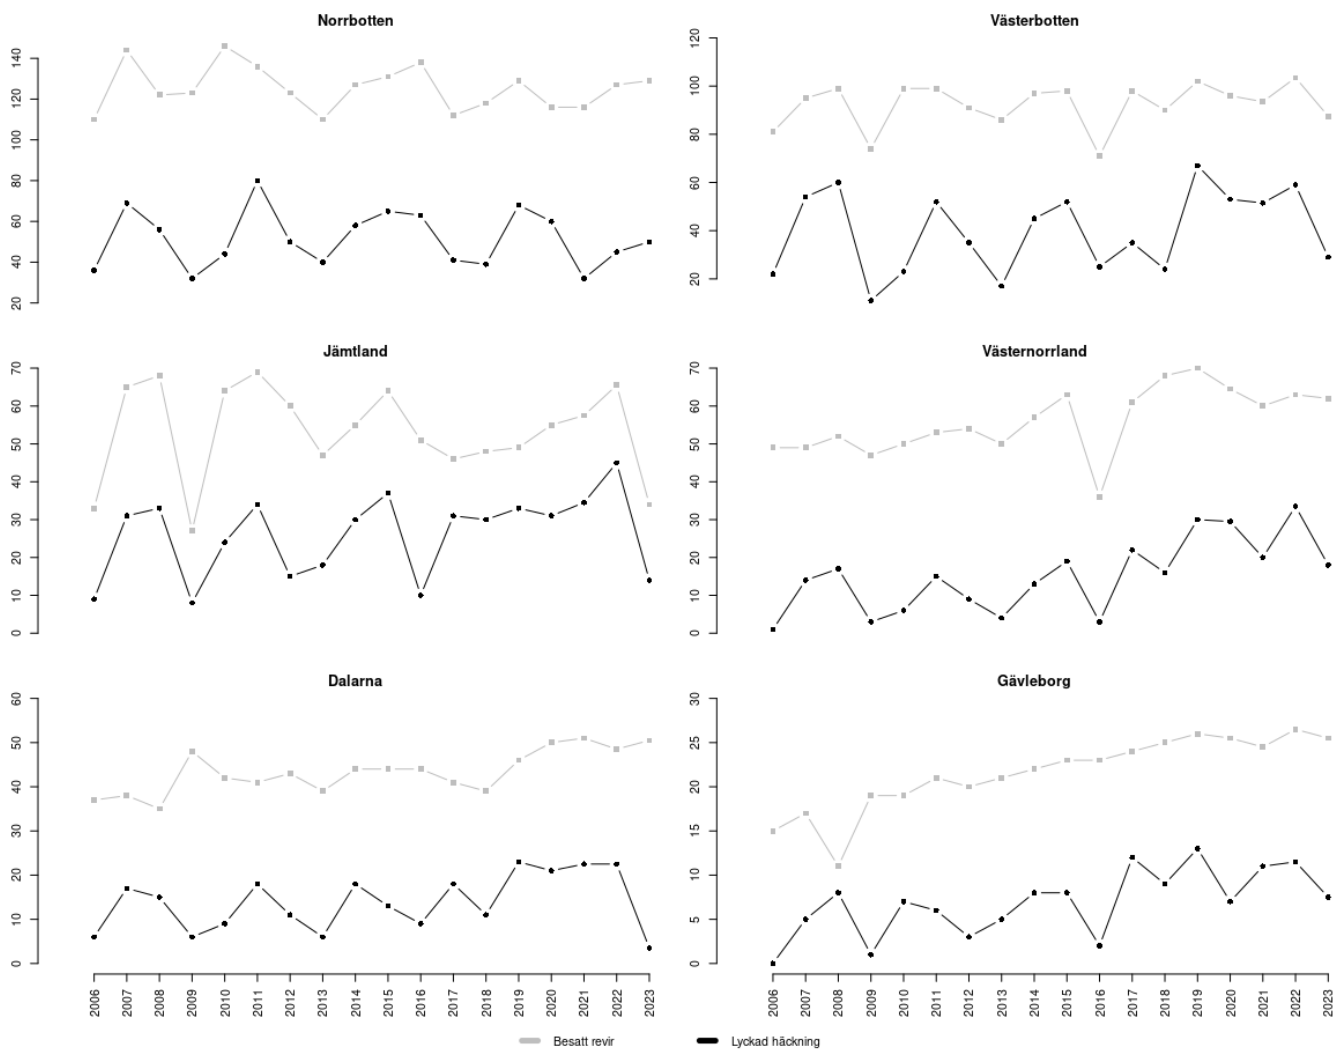 Norrbotten
20 40 60 80 100 120 140
Västerbotten
20 40 60 80 100 120
Jämtland
0 10 20 30 40 50 60 70
Västernorrland
0 10 20 30 40 50 60 70
Dalarna
0 10 20 30 40 50 60
2006 2007 2008 2009 2010 2011 2012 2013 2014 2015 2016 2017 2018 2019 2020 2021 2022 2023
Gävleborg
0 5 10 15 20 25 30
2006 2007 2008 2009 2010 2011 2012 2013 2014 2015 2016 2017 2018 2019 2020 2021 2022 2023
Besatt revir
Lyckad häckning